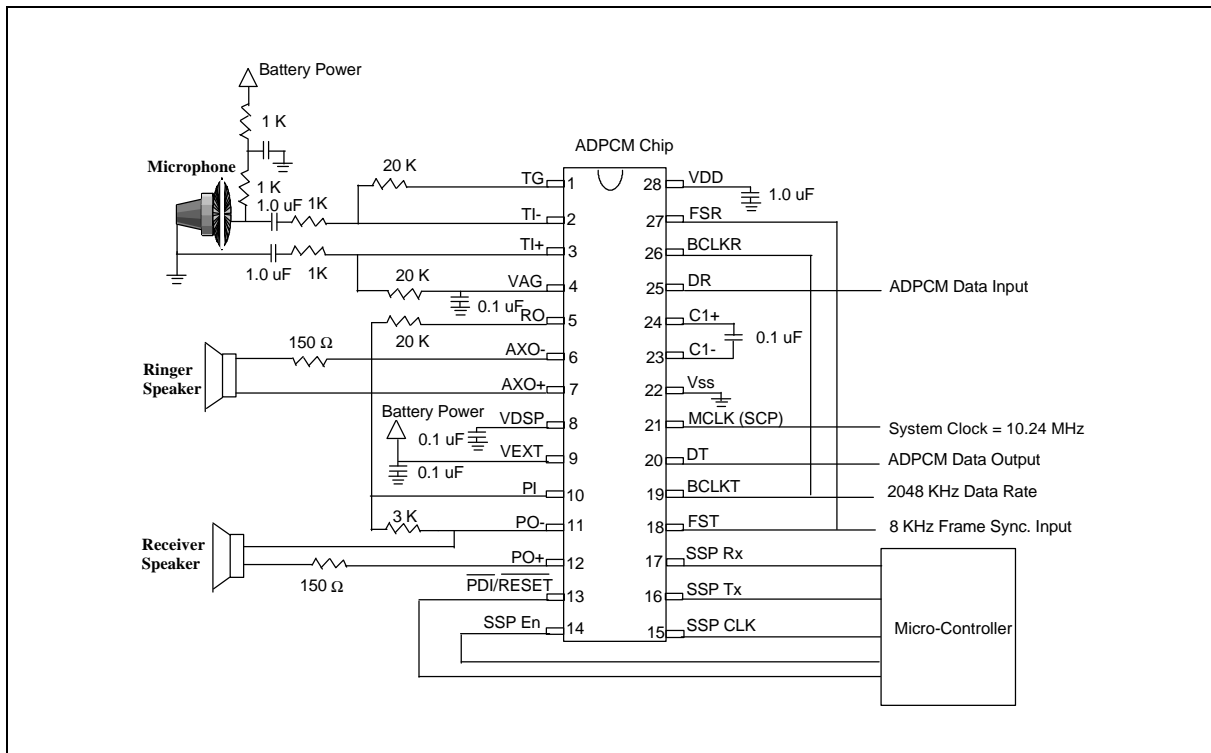 Battery Power
1 K
ADPCM Chip
Microphone
20 K
1 K
1.0 uF
1K
TG
1
28
VDD
1.0 uF
TI-
2
27
FSR
TI+
3
26
BCLKR
1.0 uF
1K
20 K
VAG
4
25
DR
ADPCM Data Input
0.1 uF
RO
5
24
C1+
20 K
0.1 uF
150 Ω
AXO-
6
23
C1-
Ringer
Speaker
AXO+
7
22
Vss
Battery Power
VDSP
8
21
MCLK (SCP)
System Clock = 10.24 MHz
0.1 uF
VEXT
9
20
DT
ADPCM Data Output
0.1 uF
PI
10
19
BCLKT
2048 KHz Data Rate
3 K
PO-
11
18
FST
8 KHz Frame Sync. Input
Receiver
Speaker
150 Ω
PO+
12
17
SSP Rx
PDI/RESET
13
16
SSP Tx
SSP En
14
15
SSP CLK
Micro-Controller